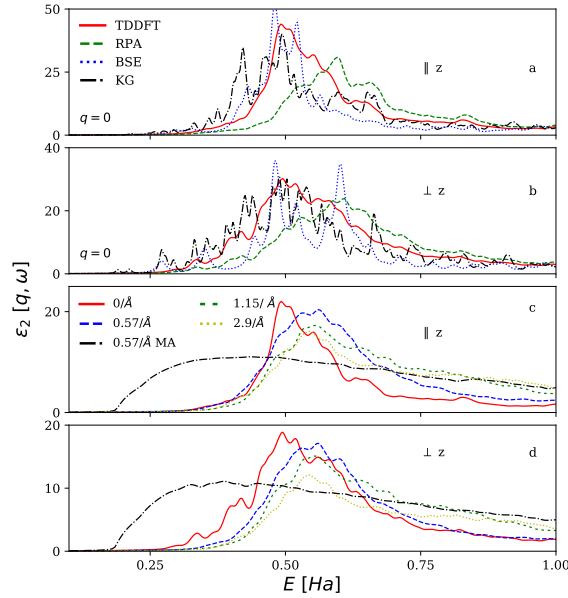 50
TDDFT
RPA
BSE
KG
∥ z
a
25
q = 0
0
40
⊥ z
b
20
q = 0
0
ε₂ [q, ω]
0/Å
1.15/Å
∥ z
c
20
0.57/Å
2.9/Å
0.57/Å MA
0
20
⊥ z
d
10
0
0.25
0.50
0.75
1.00
E [Ha]